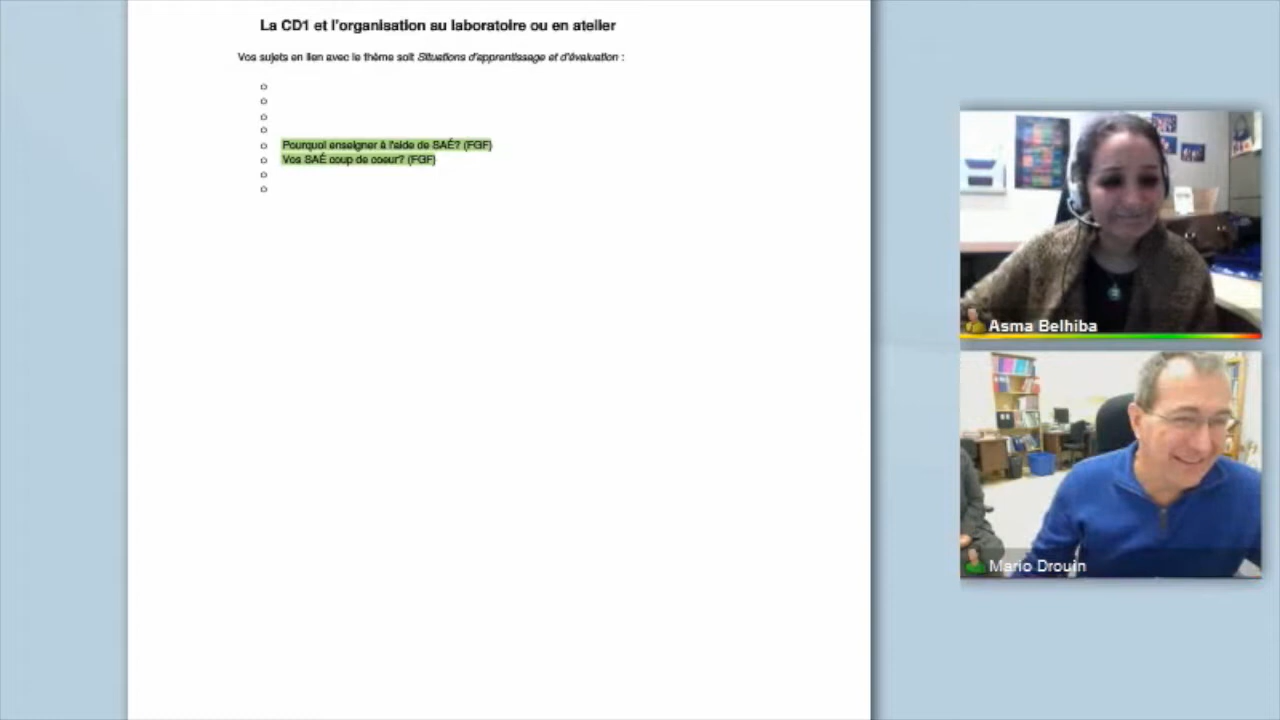 La CD1 et l'organisation au laboratoire ou en atelier
Vos sujets en lien avec le thème soit Situations d'apprentissage et d'évaluation :
Pourquoi enseigner à l'aide de SAÉ? (FGF)
Vos SAÉ coup de coeur? (FGF)
Asma Belhiba
Mario Drouin